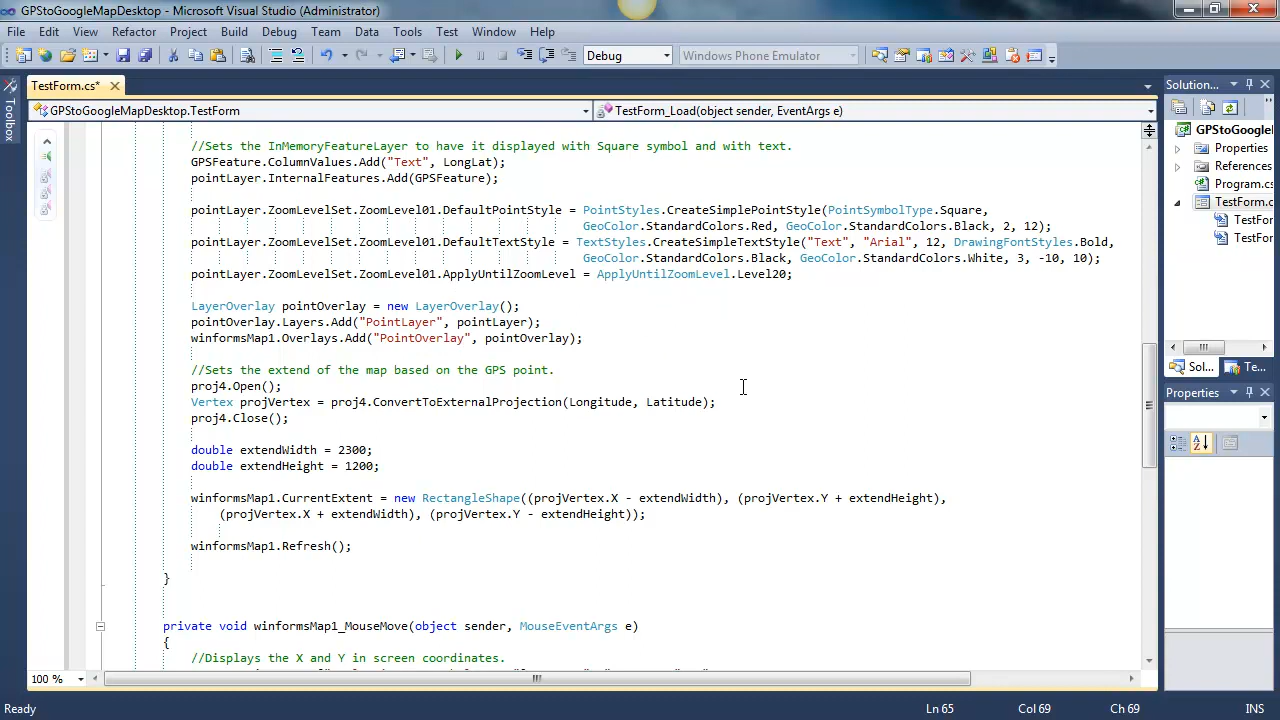 GPStoGoogleMapDesktop - Microsoft Visual Studio (Administrator)
File Edit View Refactor Project Build Debug Team Data Tools Test Window Help
Debug Windows Phone Emulator
TestForm.cs*
GPStoGoogleMapDesktop.TestForm TestForm_Load(object sender, EventArgs e)
Toolbox
//Sets the InMemoryFeatureLayer to have it displayed with Square symbol and with text.
GPSFeature.ColumnValues.Add("Text", LongLat);
pointLayer.InternalFeatures.Add(GPSFeature);
pointLayer.ZoomLevelSet.ZoomLevel01.DefaultPointStyle = PointStyles.CreateSimplePointStyle(PointSymbolType.Square,
GeoColor.StandardColors.Red, GeoColor.StandardColors.Black, 2, 12);
pointLayer.ZoomLevelSet.ZoomLevel01.DefaultTextStyle = TextStyles.CreateSimpleTextStyle("Text", "Arial", 12, DrawingFontStyles.Bold,
GeoColor.StandardColors.Black, GeoColor.StandardColors.White, 3, -10, 10);
pointLayer.ZoomLevelSet.ZoomLevel01.ApplyUntilZoomLevel = ApplyUntilZoomLevel.Level20;
LayerOverlay pointOverlay = new LayerOverlay();
pointOverlay.Layers.Add("PointLayer", pointLayer);
winformsMap1.Overlays.Add("PointOverlay", pointOverlay);
//Sets the extend of the map based on the GPS point.
proj4.Open();
Vertex projVertex = proj4.ConvertToExternalProjection(Longitude, Latitude);
proj4.Close();
double extendWidth = 2300;
double extendHeight = 1200;
winformsMap1.CurrentExtent = new RectangleShape((projVertex.X - extendWidth), (projVertex.Y + extendHeight),
(projVertex.X + extendWidth), (projVertex.Y - extendHeight));
winformsMap1.Refresh();
}
private void winformsMap1_MouseMove(object sender, MouseEventArgs e)
{
//Displays the X and Y in screen coordinates.
100 %
Solution...
GPStoGoogl
Properties
References
Program.cs
TestForm.c
TestFor
TestFor
Sol... Te...
Properties
Ready Ln 65 Col 69 Ch 69 INS